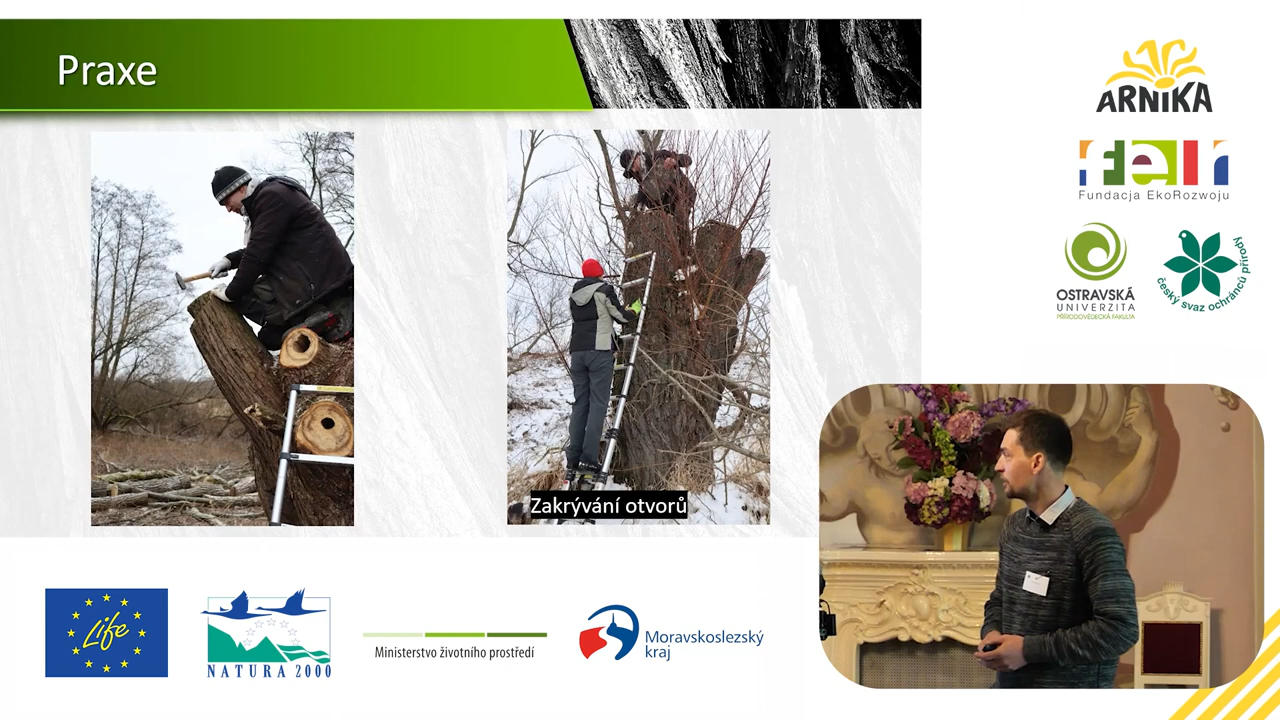 Praxe
Zakrývání otvorů
ARNIKA
feři
Fundacja EkoRozwoju
OSTRAVSKÁ
UNIVERZITA
PŘÍRODOVĚDECKÁ FAKULTA
český svaz ochránců přírody
Life
NATURA 2000
Ministerstvo životního prostředí
Moravskoslezský
kraj